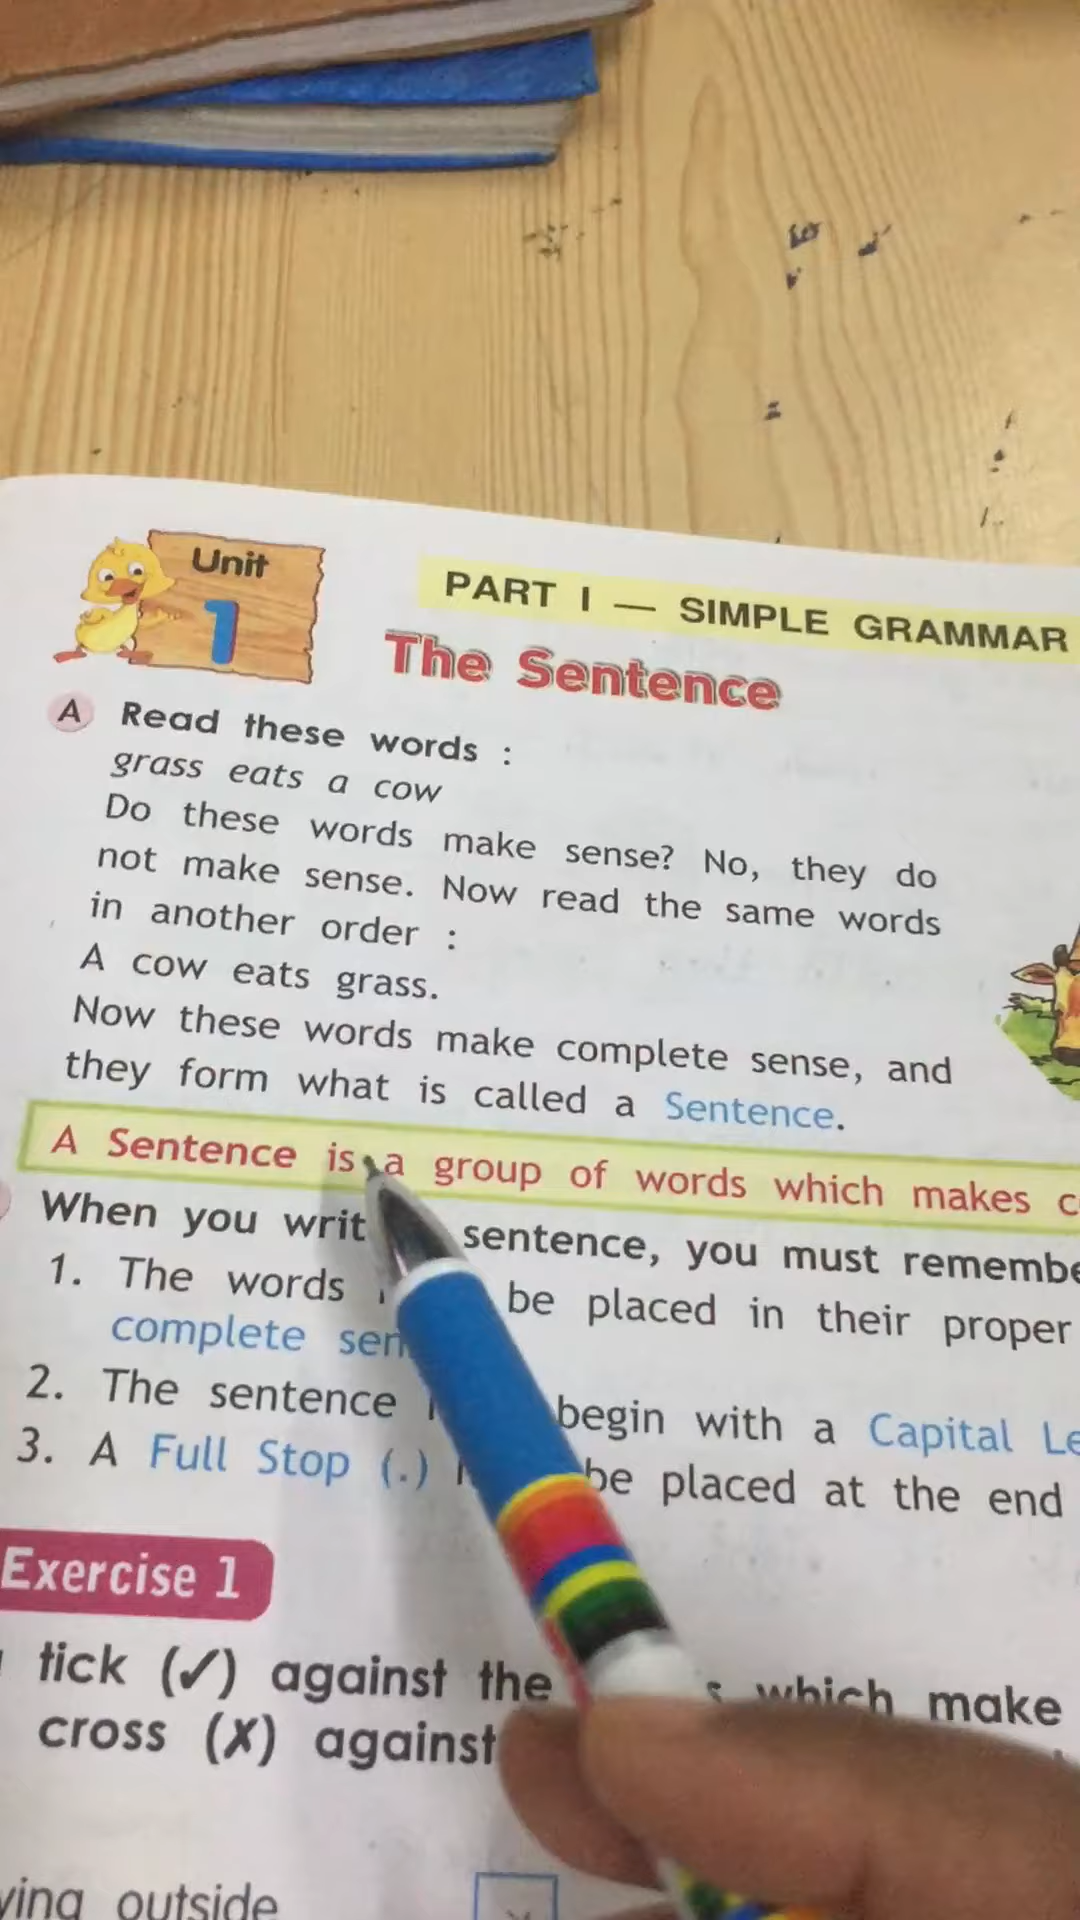 Unit
1
PART I — SIMPLE GRAMMAR
The Sentence
A Read these words :
grass eats a cow
Do these words make sense? No, they do
not make sense. Now read the same words
in another order :
A cow eats grass.
Now these words make complete sense, and
they form what is called a Sentence.
A Sentence is a group of words which makes
When you writ sentence, you must remembe
1. The words be placed in their proper
complete sen
2. The sentence begin with a Capital Le
3. A Full Stop (.) be placed at the end
Exercise 1
tick (✓) against the which make
cross (✗) against
outside